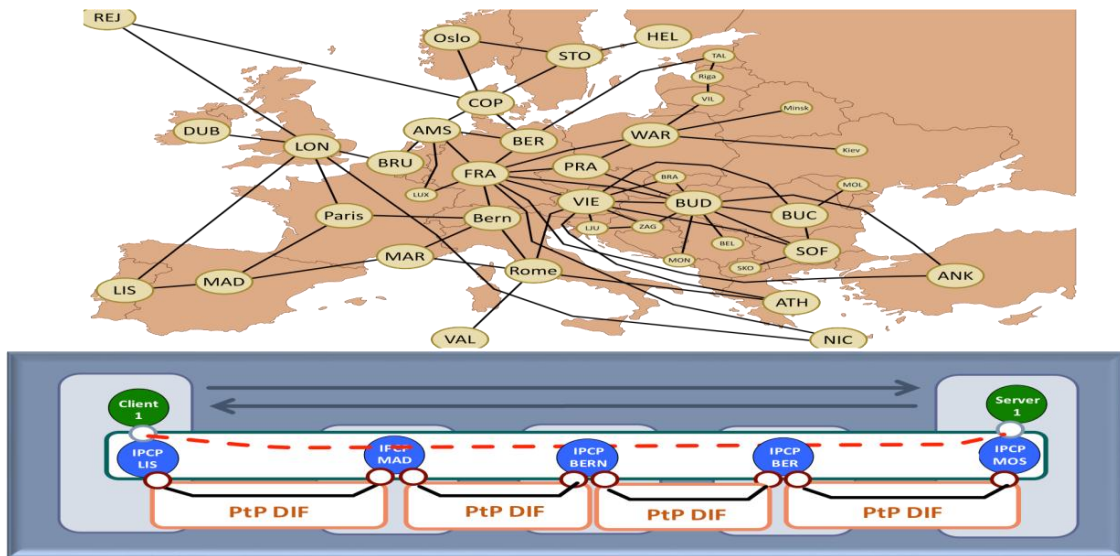 REJ
Oslo
HEL
STO
TAL
Riga
COP
VIL
Minsk
DUB
AMS
BER
WAR
LON
Kiev
BRU
PRA
FRA
BRA
MOL
LUX
VIE
BUD
BUC
Paris
Bern
LJU
ZAG
BEL
SOF
MAR
MON
SKO
Rome
ANK
LIS
MAD
ATH
VAL
NIC
Client
1
Server
1
IPCP
LIS
IPCP
MAD
IPCP
BERN
IPCP
BER
IPCP
MOS
PtP DIF
PtP DIF
PtP DIF
PtP DIF